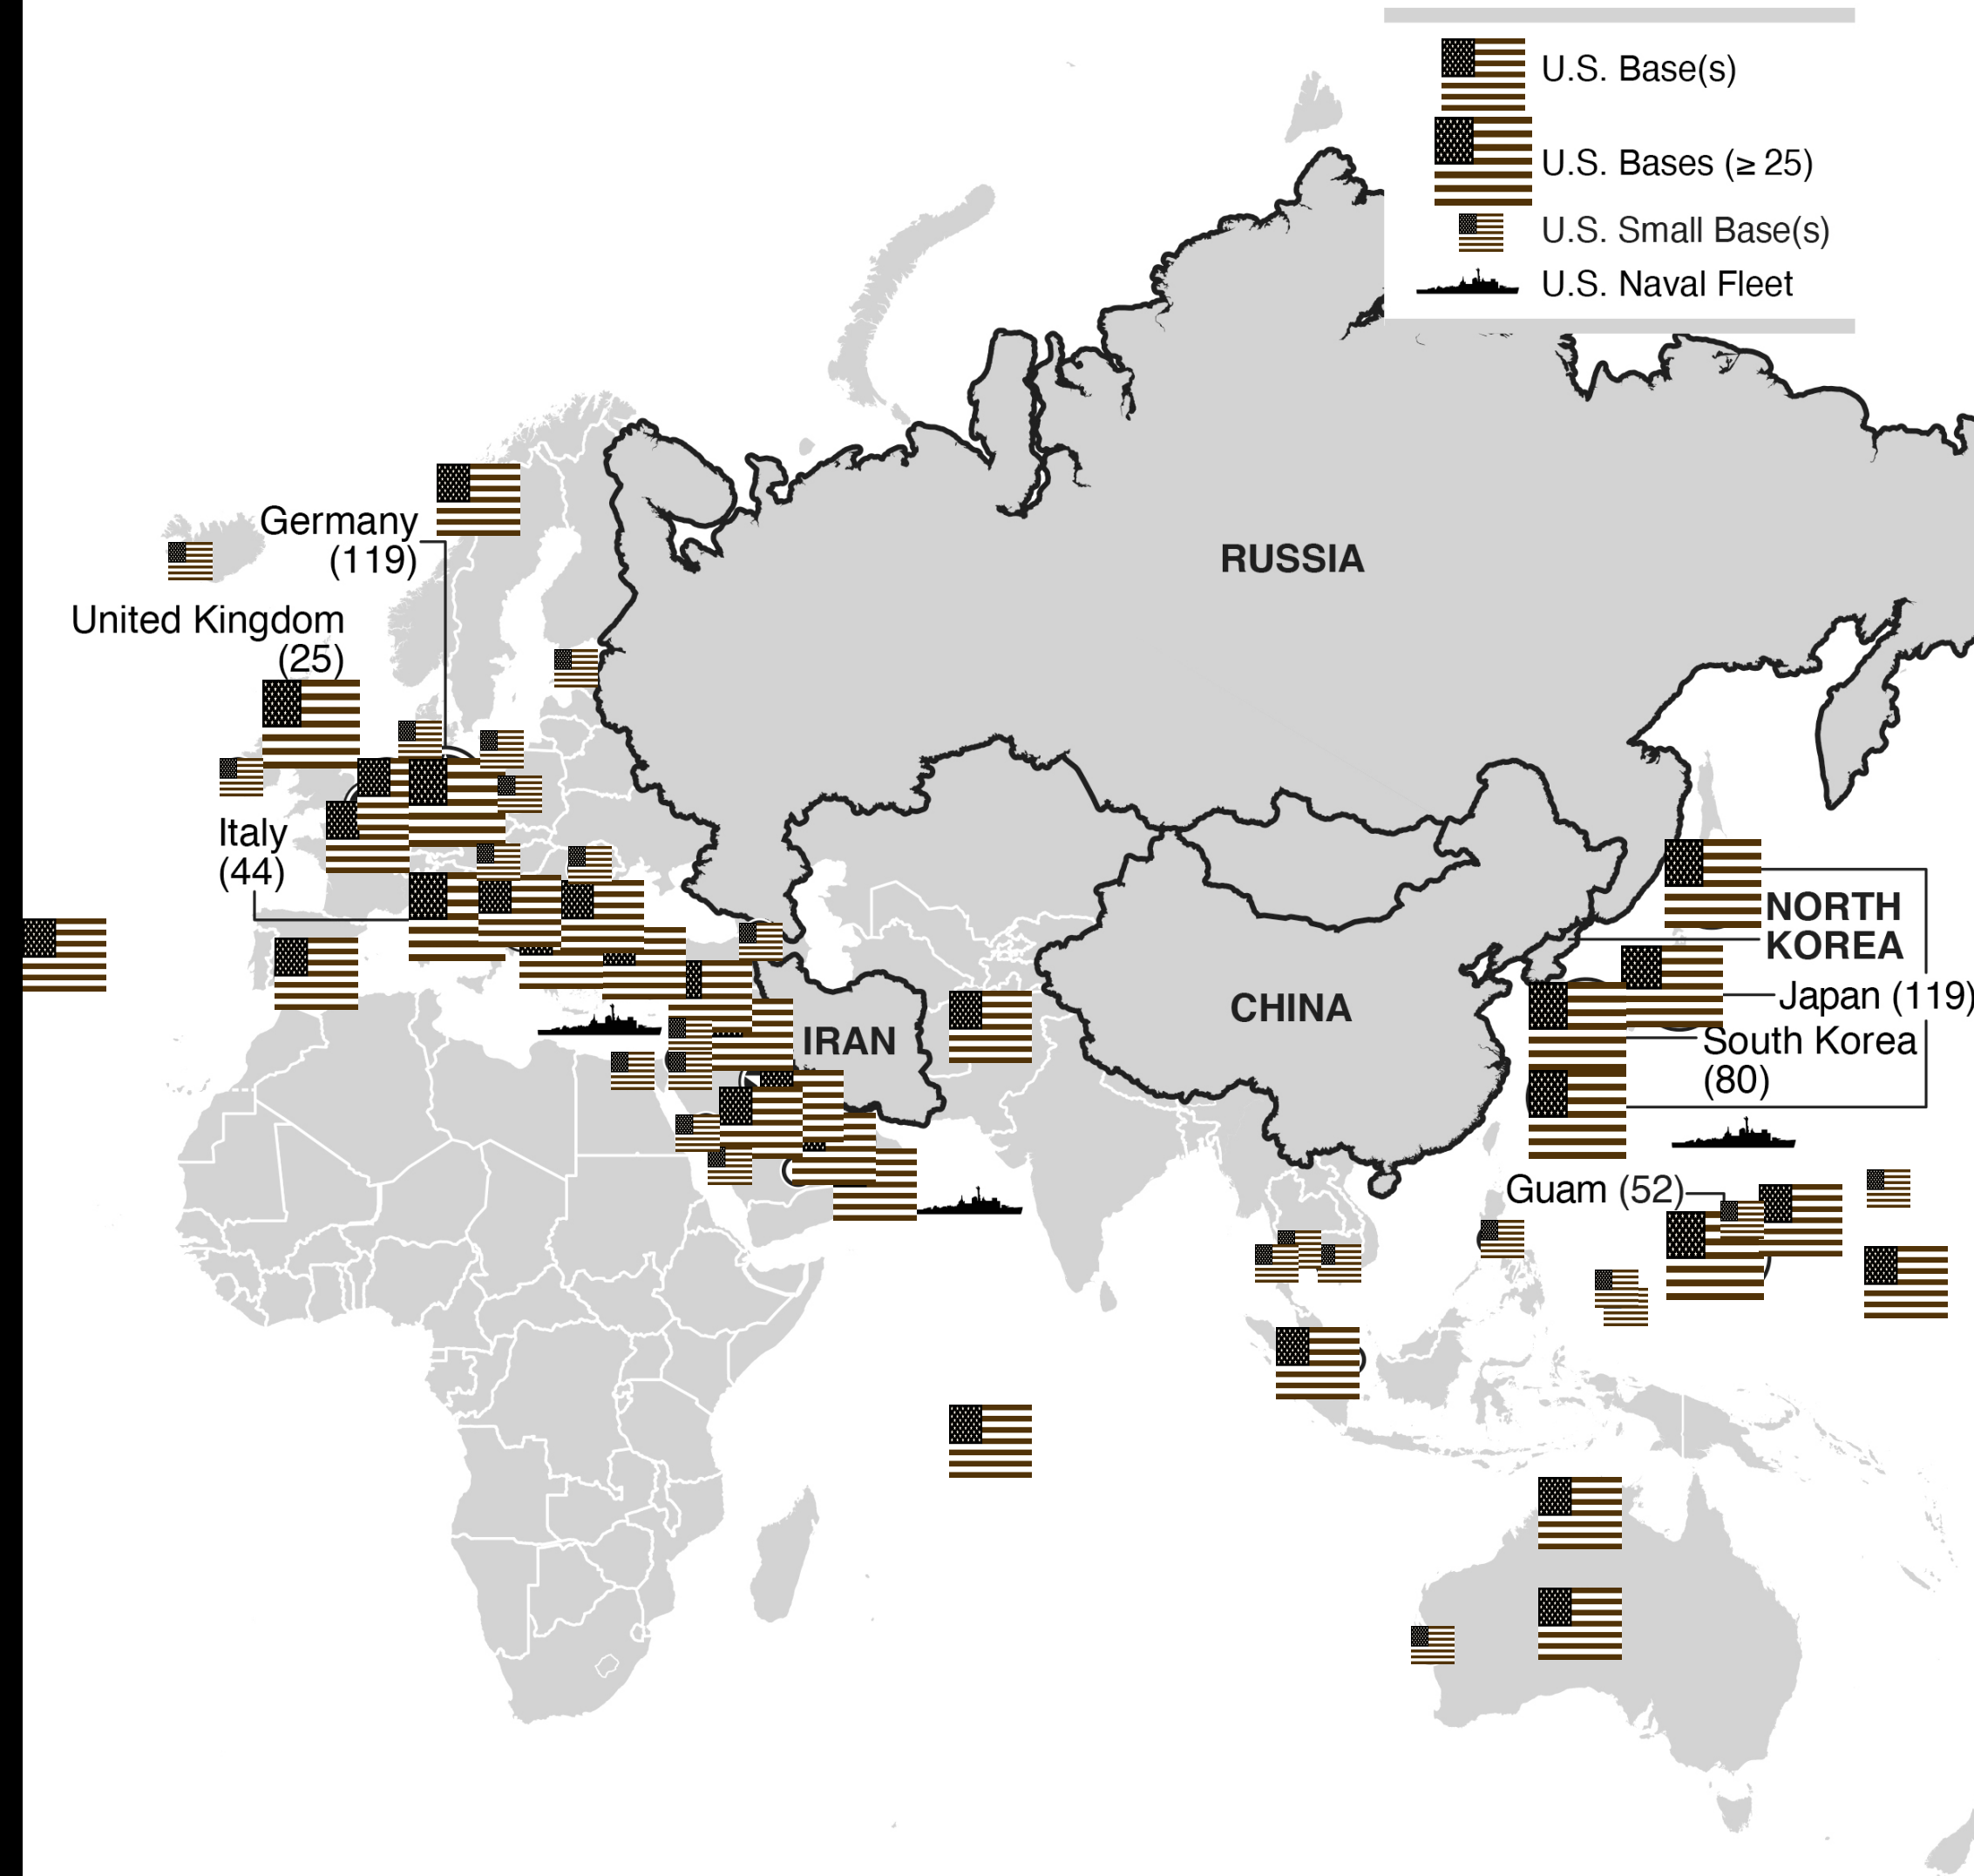 U.S. Base(s)
U.S. Bases (≥ 25)
U.S. Small Base(s)
U.S. Naval Fleet
Germany
(119)
RUSSIA
United Kingdom
(25)
Italy
(44)
NORTH
KOREA
Japan (119)
CHINA
IRAN
South Korea
(80)
Guam (52)